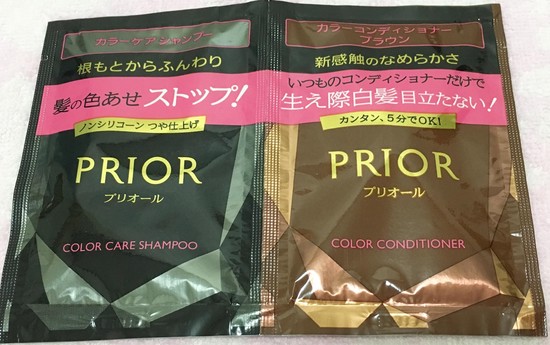 カラーケアシャンプー
根もとからふんわり
髪の色あせ ストップ!
ノンシリコーン つや仕上げ
PRIOR
プリオール
COLOR CARE SHAMPOO
カラーコンディショナー
ブラウン
新感触のなめらかさ
いつものコンディショナーだけで
生え際白髪目立たない!
カンタン、5分でOK!
PRIOR
プリオール
COLOR CONDITIONER